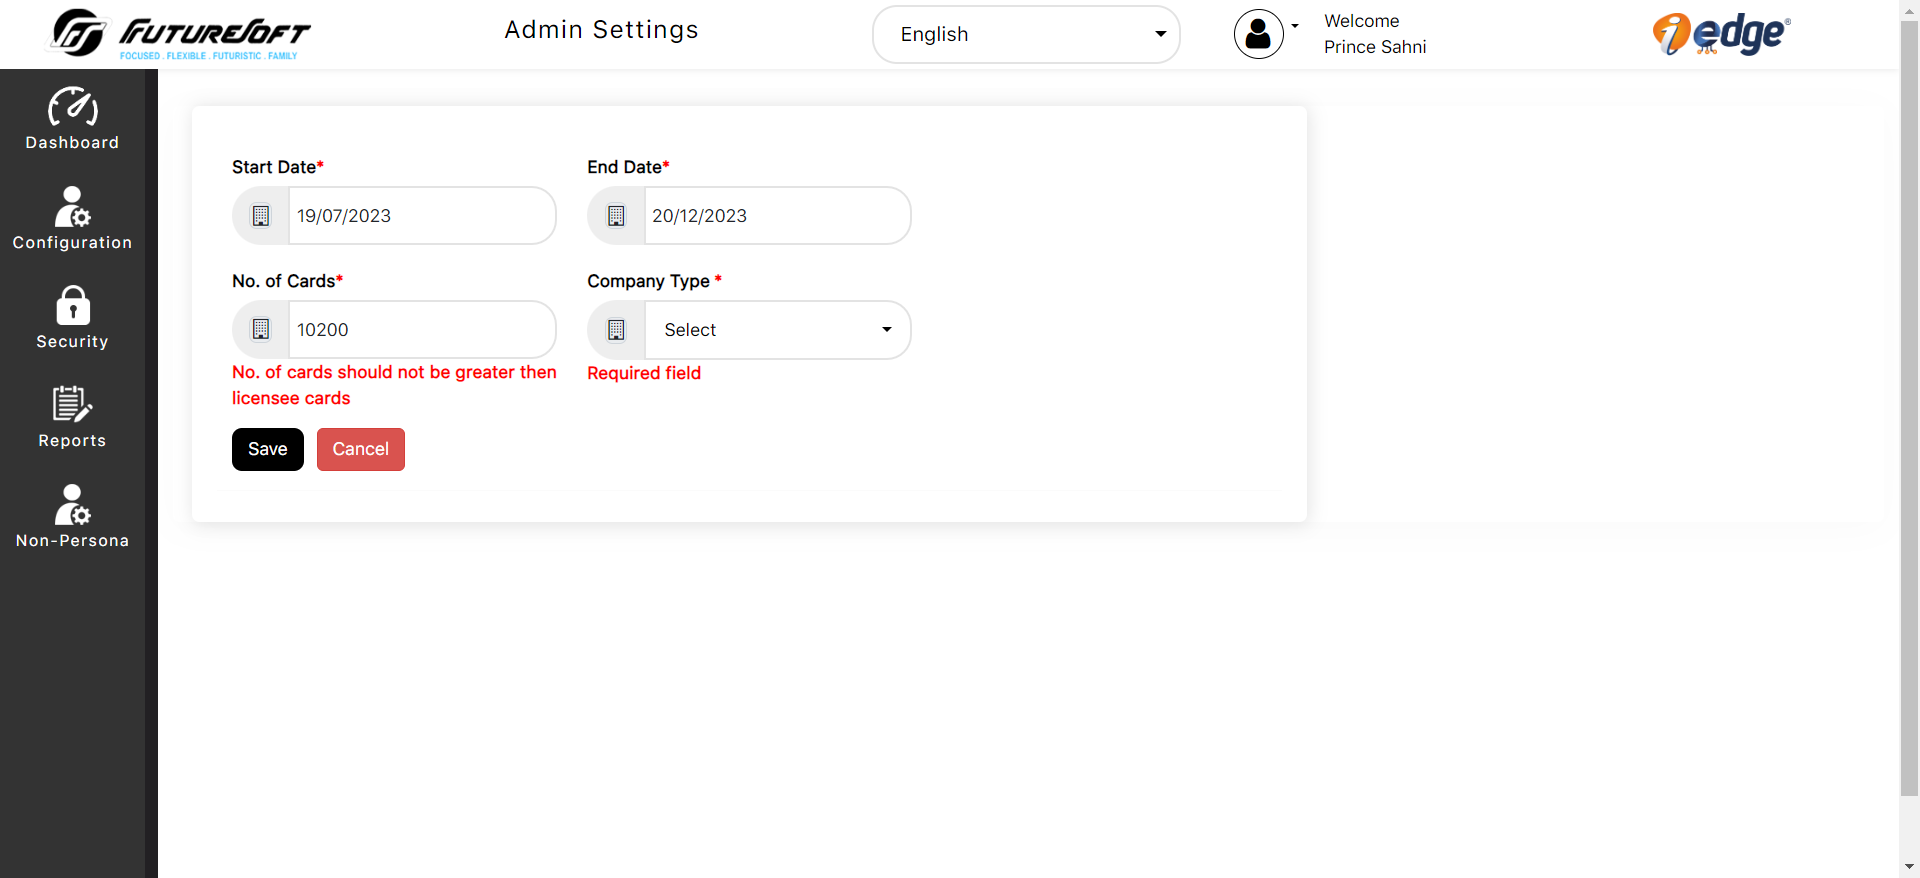 FUTURESOFT
FOCUSED . FLEXIBLE . FUTURISTIC . FAMILY
Admin Settings
English
Welcome
Prince Sahni
i edge®
Dashboard
Configuration
Security
Reports
Non-Persona
Start Date*
End Date*
19/07/2023
20/12/2023
No. of Cards*
Company Type *
10200
Select
No. of cards should not be greater then
licensee cards
Required field
Save
Cancel